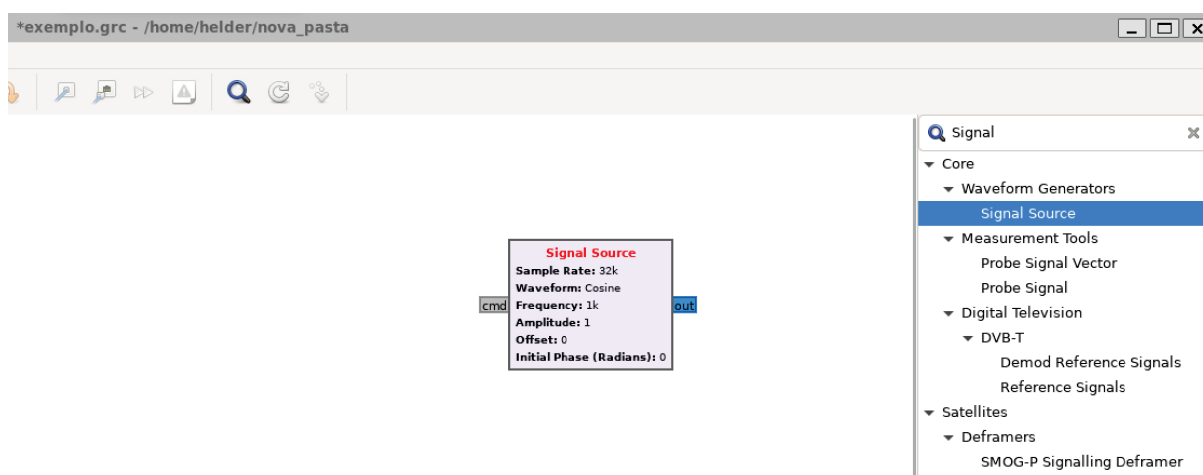 *exemplo.grc - /home/helder/nova_pasta
Signal
Core
Waveform Generators
Signal Source
Measurement Tools
Probe Signal Vector
Probe Signal
Digital Television
DVB-T
Demod Reference Signals
Reference Signals
Satellites
Deframers
SMOG-P Signalling Deframer
Signal Source
Sample Rate: 32k
Waveform: Cosine
cmd
Frequency: 1k
out
Amplitude: 1
Offset: 0
Initial Phase (Radians): 0